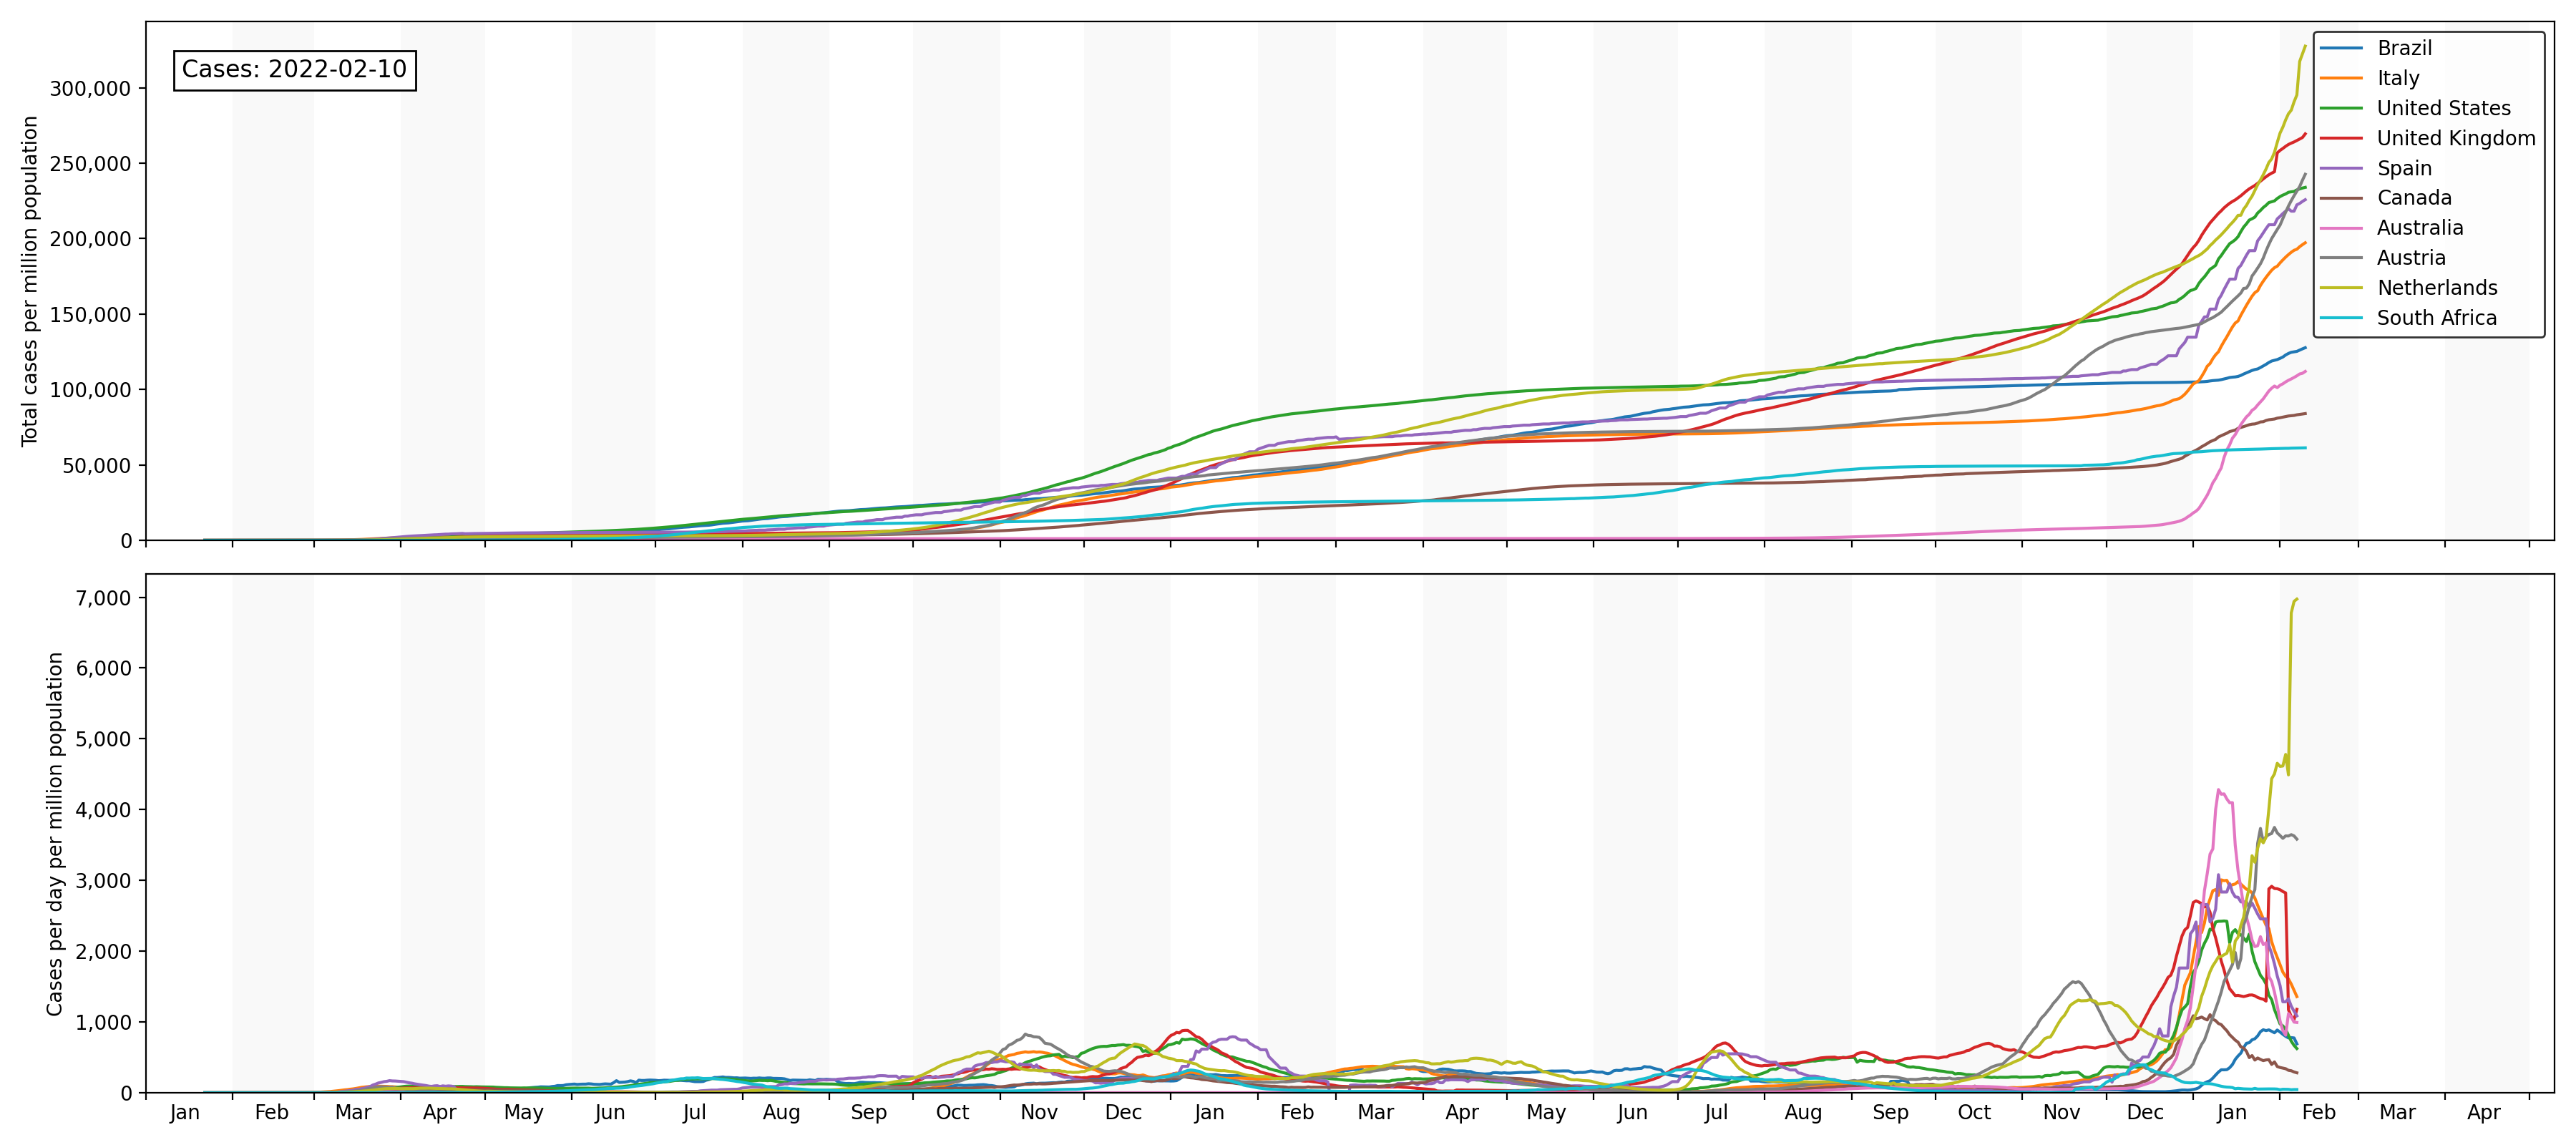 Cases: 2022-02-10
Total cases per million population
300,000
250,000
200,000
150,000
100,000
50,000
0
Brazil
Italy
United States
United Kingdom
Spain
Canada
Australia
Austria
Netherlands
South Africa
Cases per day per million population
7,000
6,000
5,000
4,000
3,000
2,000
1,000
0
Jan Feb Mar Apr May Jun Jul Aug Sep Oct Nov Dec Jan Feb Mar Apr May Jun Jul Aug Sep Oct Nov Dec Jan Feb Mar Apr